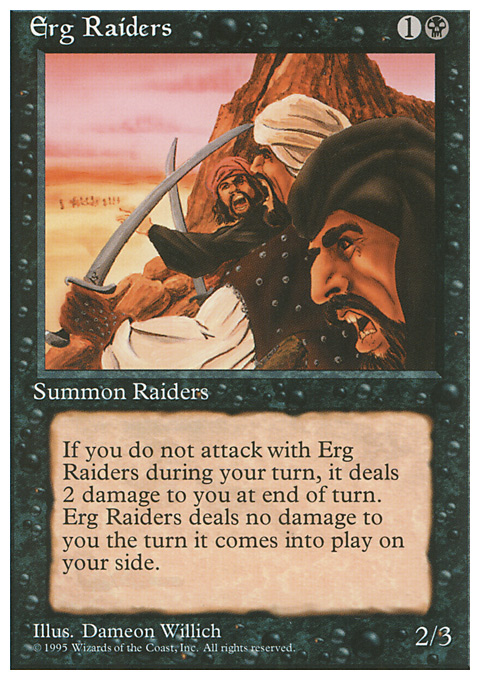 Erg Raiders 1
Summon Raiders
If you do not attack with Erg
Raiders during your turn, it deals
2 damage to you at end of turn.
Erg Raiders deals no damage to
you the turn it comes into play on
your side.
Illus. Dameon Willich
© 1995 Wizards of the Coast, Inc. All rights reserved.
2/3